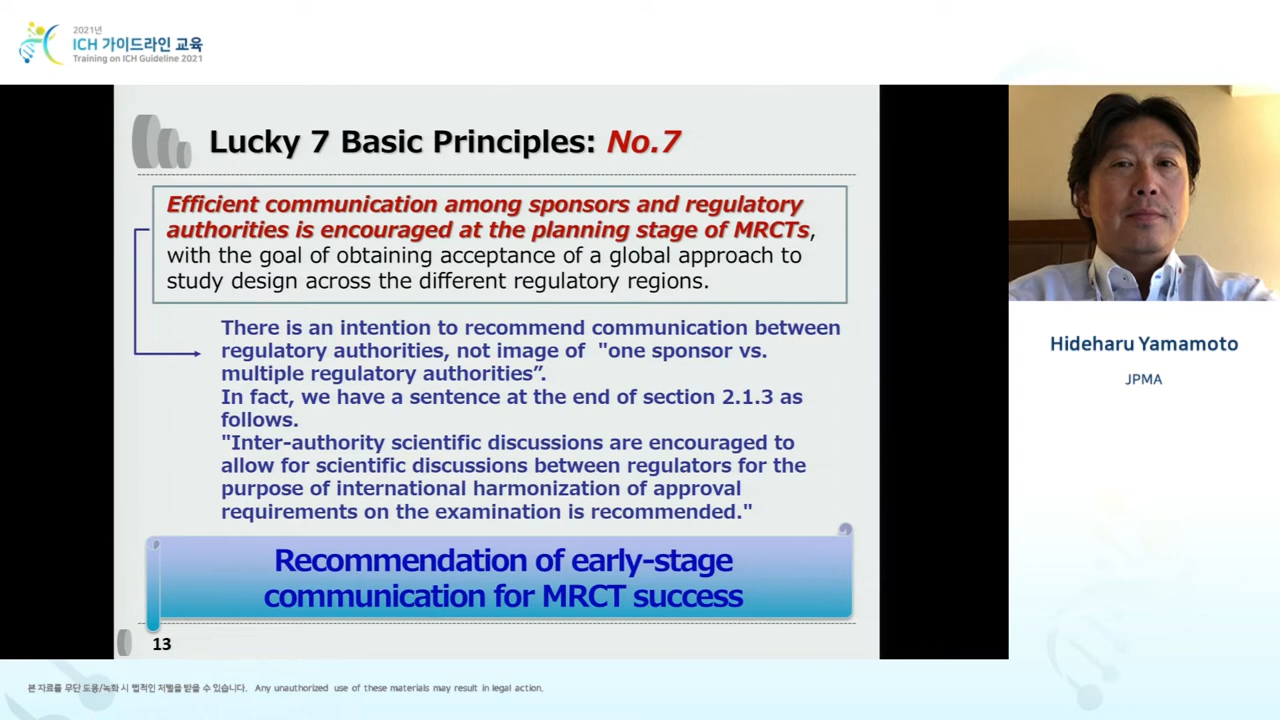 2021년
ICH 가이드라인 교육
Training on ICH Guideline 2021
Lucky 7 Basic Principles: No.7
Efficient communication among sponsors and regulatory
authorities is encouraged at the planning stage of MRCTs,
with the goal of obtaining acceptance of a global approach to
study design across the different regulatory regions.
There is an intention to recommend communication between
regulatory authorities, not image of "one sponsor vs.
multiple regulatory authorities”.
In fact, we have a sentence at the end of section 2.1.3 as
follows.
"Inter-authority scientific discussions are encouraged to
allow for scientific discussions between regulators for the
purpose of international harmonization of approval
requirements on the examination is recommended."
Recommendation of early-stage
communication for MRCT success
13
Hideharu Yamamoto
JPMA
본 자료를 무단 도용/녹화 시 법적인 처벌을 받을 수 있습니다. Any unauthorized use of these materials may result in legal action.